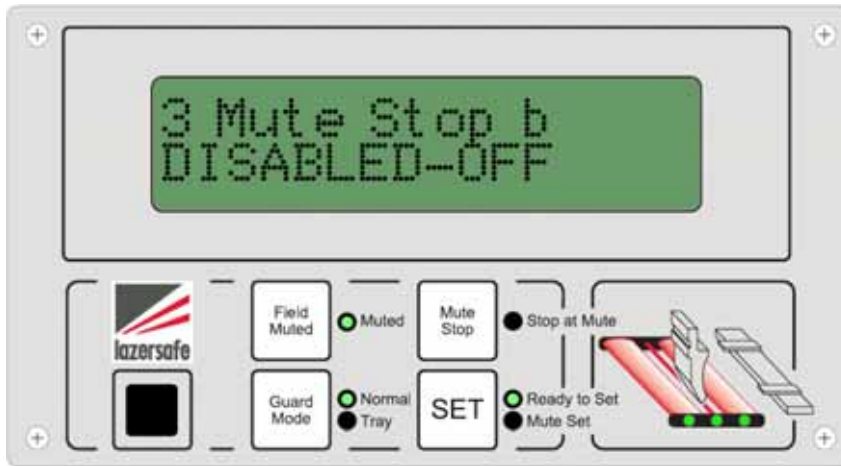 3 Mute Stop b
DISABLED-OFF
lazersafe
Field
Muted
Muted
Mute
Stop
Stop at Mute
Guard
Mode
Normal
Tray
SET
Ready to Set
Mute Set